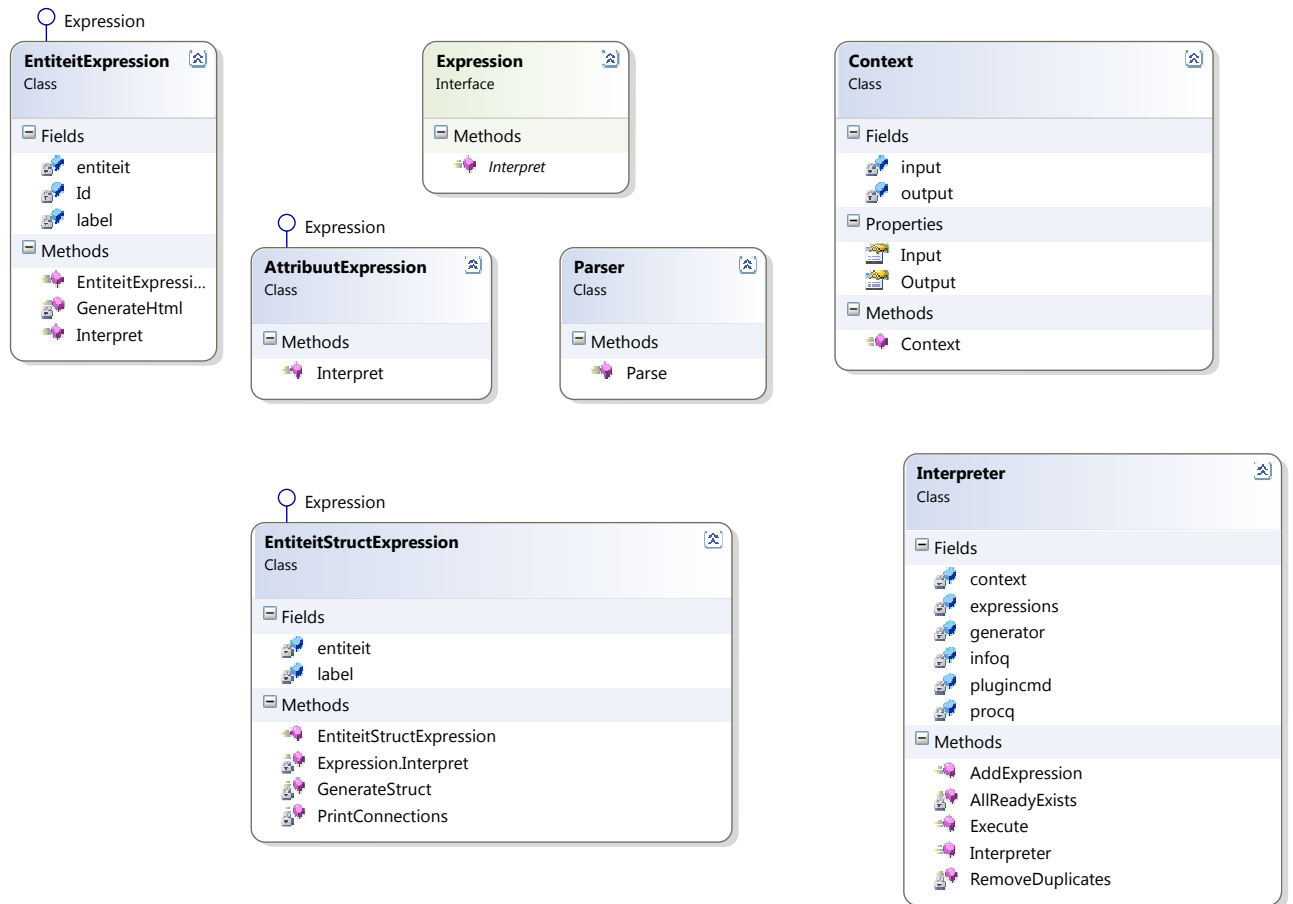 Expression
EntiteitExpression
Class
Fields
entiteit
Id
label
Methods
EntiteitExpressi...
GenerateHtml
Interpret
Expression
Interface
Methods
Interpret
Context
Class
Fields
input
output
Properties
Input
Output
Methods
Context
Expression
AttribuutExpression
Class
Methods
Interpret
Parser
Class
Methods
Parse
Expression
EntiteitStructExpression
Class
Fields
entiteit
label
Methods
EntiteitStructExpression
Expression.Interpret
GenerateStruct
PrintConnections
Interpreter
Class
Fields
context
expressions
generator
infoq
plugincmd
procq
Methods
AddExpression
AllReadyExists
Execute
Interpreter
RemoveDuplicates